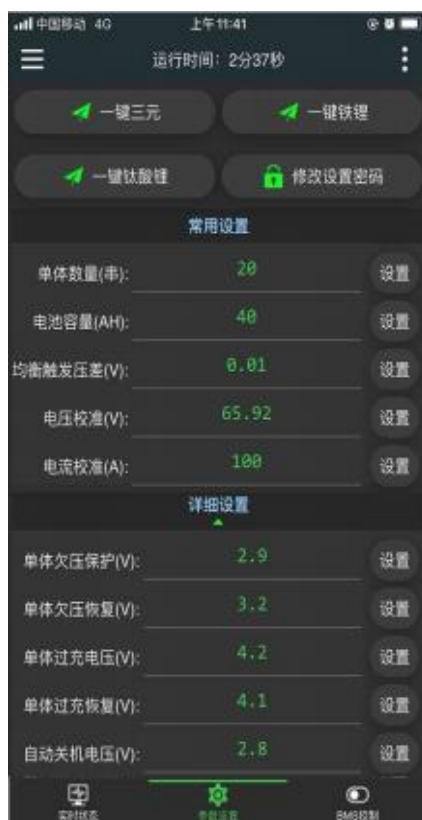 中国移动 4G 上午11:41
运行时间: 2分37秒
一键三元 一键铁锂
一键钛酸锂 修改设置密码
常用设置
单体数量(串): 20 设置
电池容量(AH): 40 设置
均衡触发压差(V): 0.01 设置
电压校准(V): 65.92 设置
电流校准(A): 100 设置
详细设置
单体欠压保护(V): 2.9 设置
单体欠压恢复(V): 3.2 设置
单体过充电压(V): 4.2 设置
单体过充恢复(V): 4.1 设置
自动关机电压(V): 2.8 设置
实时状态 参数设置 BMS控制